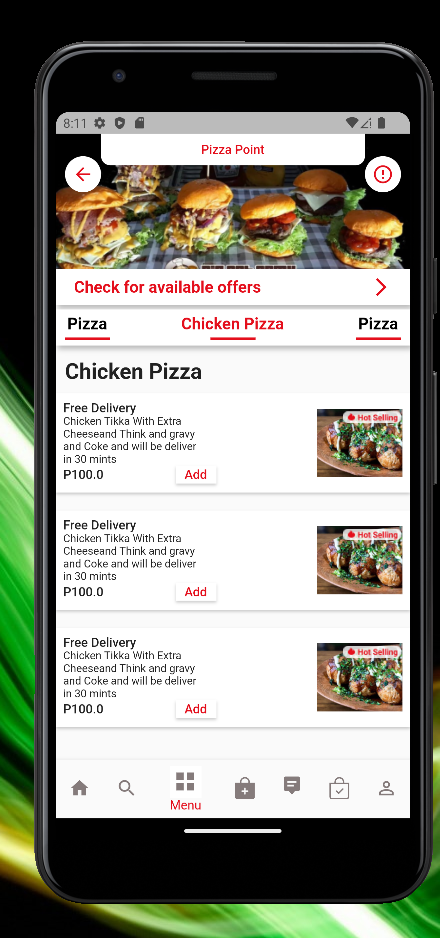 8:11
Pizza Point
Check for available offers
Pizza Chicken Pizza Pizza
Chicken Pizza
Free Delivery
Chicken Tikka With Extra
Cheeseand Think and gravy
and Coke and will be deliver
in 30 mints
P100.0 Add
Hot Selling
Free Delivery
Chicken Tikka With Extra
Cheeseand Think and gravy
and Coke and will be deliver
in 30 mints
P100.0 Add
Hot Selling
Free Delivery
Chicken Tikka With Extra
Cheeseand Think and gravy
and Coke and will be deliver
in 30 mints
P100.0 Add
Hot Selling
Menu